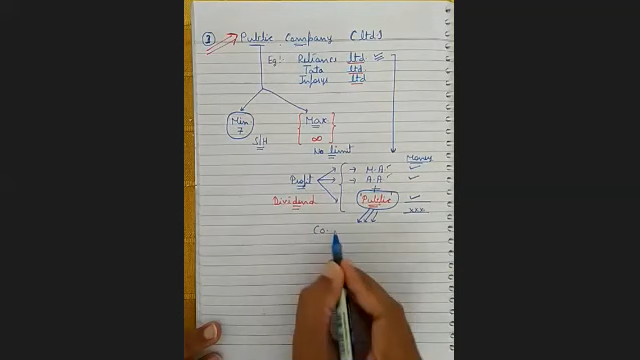 3 Public Company (ltd)
Eg:- Reliance ltd
Tata ltd.
Infosys ltd
Min. 7
Max ∞
S/H
No limit
Money
Profit → M.A.
→ A.A.
+
Dividend "Public"
xxx
Co.